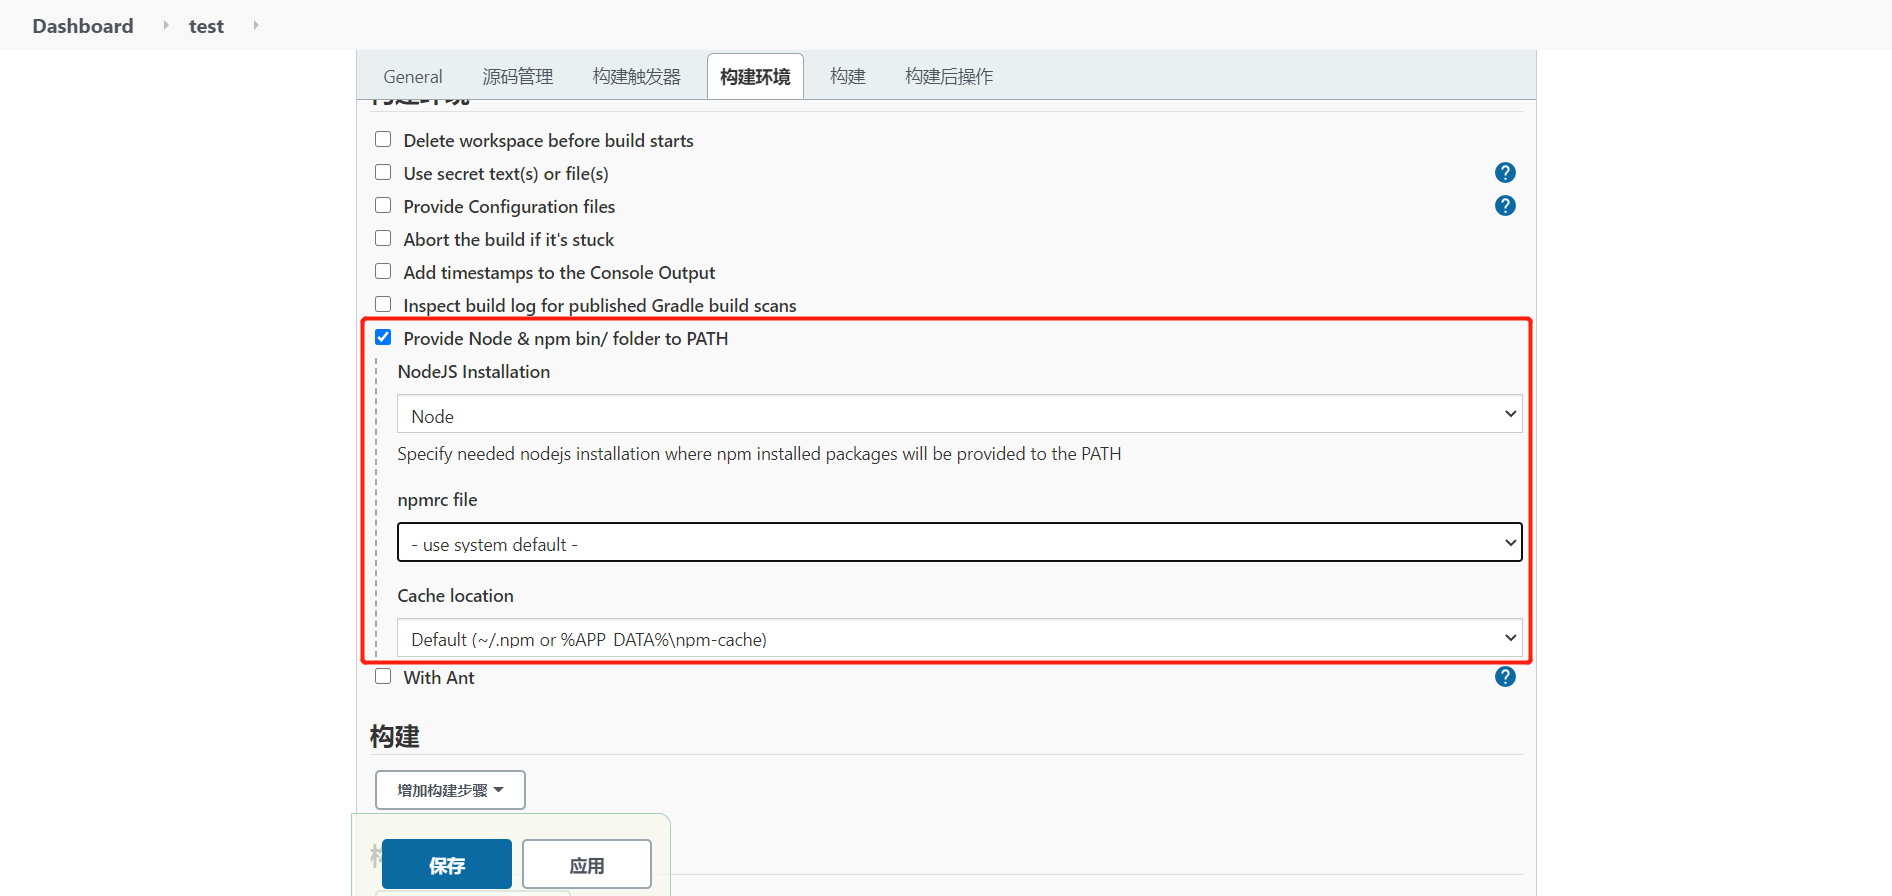 Dashboard test
General 源码管理 构建触发器 构建环境 构建 构建后操作
构建环境
Delete workspace before build starts
Use secret text(s) or file(s)
Provide Configuration files
Abort the build if it's stuck
Add timestamps to the Console Output
Inspect build log for published Gradle build scans
Provide Node & npm bin/ folder to PATH
NodeJS Installation
Node
Specify needed nodejs installation where npm installed packages will be provided to the PATH
npmrc file
- use system default -
Cache location
Default (~/.npm or %APP_DATA%\npm-cache)
With Ant
构建
增加构建步骤
保存 应用